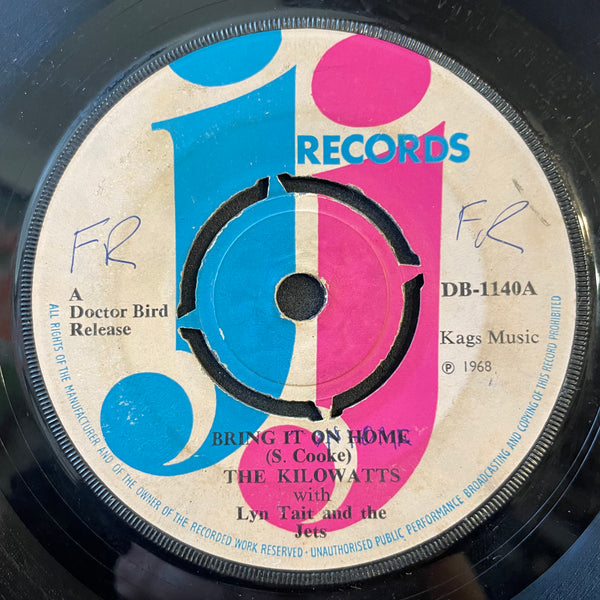 jj
RECORDS
FR
FR
A
Doctor Bird
Release
DB-1140A
Kags Music
℗ 1968
BRING IT ON HOME
(S. Cooke)
THE KILOWATTS
with
Lyn Tait and the
Jets
ALL RIGHTS OF THE MANUFACTURER AND OF THE OWNER OF THE RECORDED WORK RESERVED · UNAUTHORISED PUBLIC PERFORMANCE BROADCASTING AND COPYING OF THIS RECORD PROHIBITED